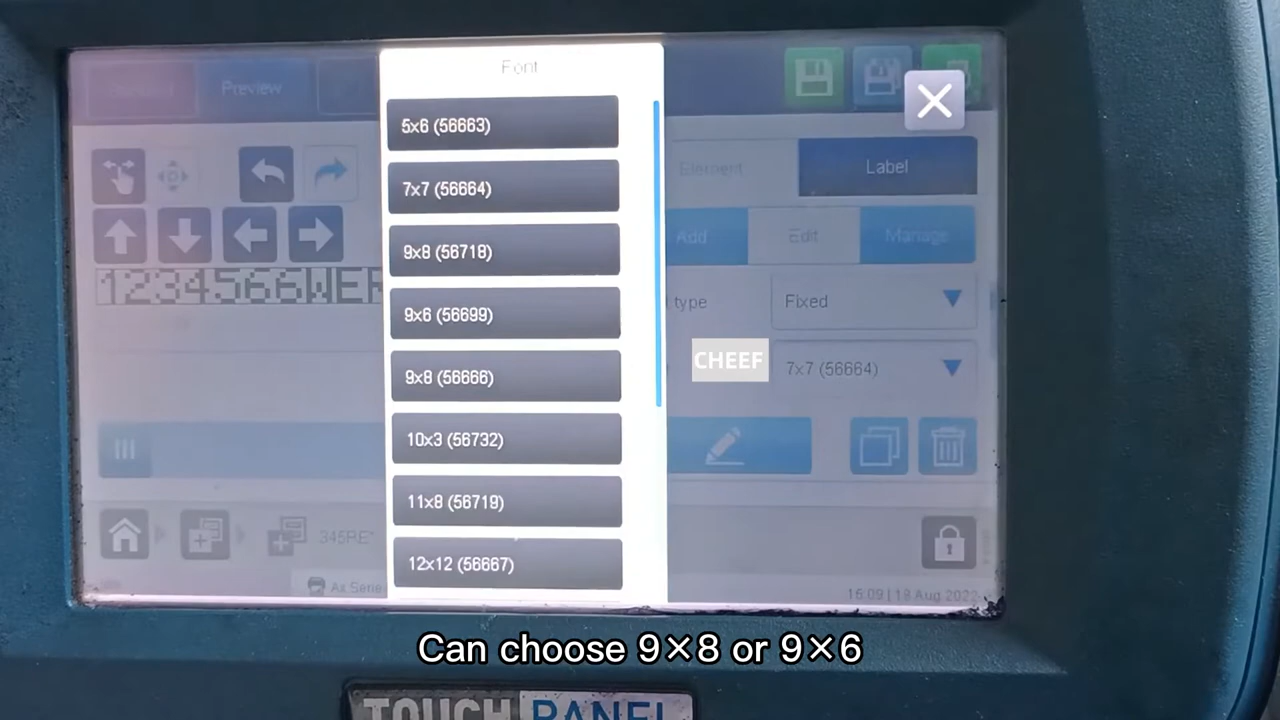 Font
Preview
5x6 (56663)
7x7 (56664)
9x8 (56718)
9x6 (56699)
9x8 (56666)
10x3 (56732)
11x8 (56719)
12x12 (56667)
Element
Label
Add
Edit
Manage
type
Fixed
CHEEF
7x7 (56664)
1234566WER
345RE*
Ax Serie
16:09 | 19 Aug 2022
Can choose 9×8 or 9×6
TOUCH PANEL